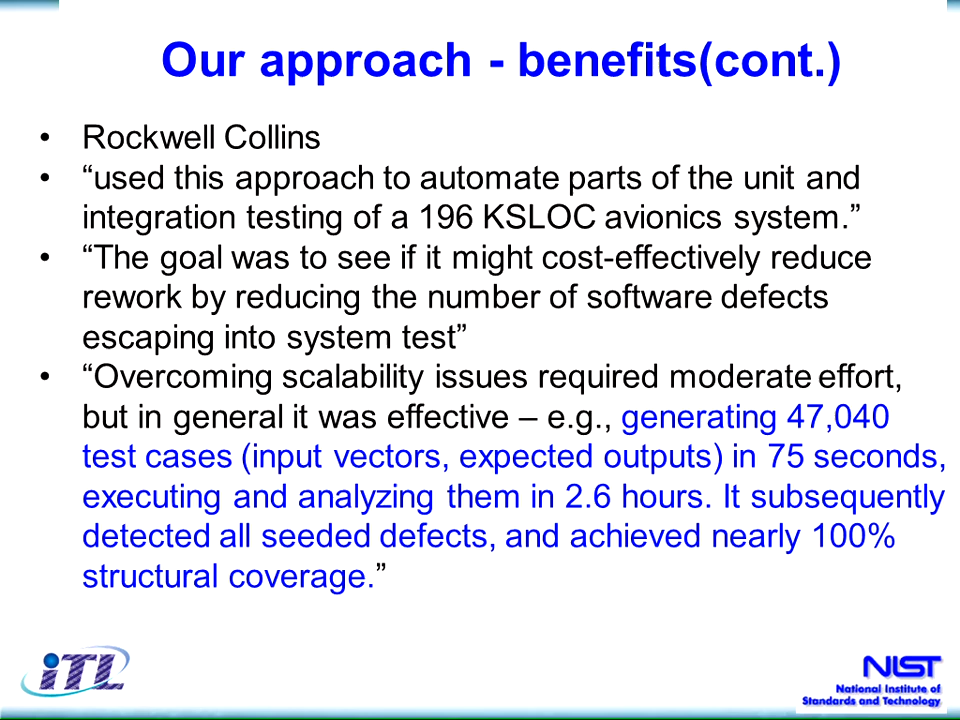 Our approach - benefits(cont.)
• Rockwell Collins
• “used this approach to automate parts of the unit and
integration testing of a 196 KSLOC avionics system.”
• “The goal was to see if it might cost-effectively reduce
rework by reducing the number of software defects
escaping into system test”
• “Overcoming scalability issues required moderate effort,
but in general it was effective – e.g., generating 47,040
test cases (input vectors, expected outputs) in 75 seconds,
executing and analyzing them in 2.6 hours. It subsequently
detected all seeded defects, and achieved nearly 100%
structural coverage.”
iTL
NIST
National Institute of
Standards and Technology